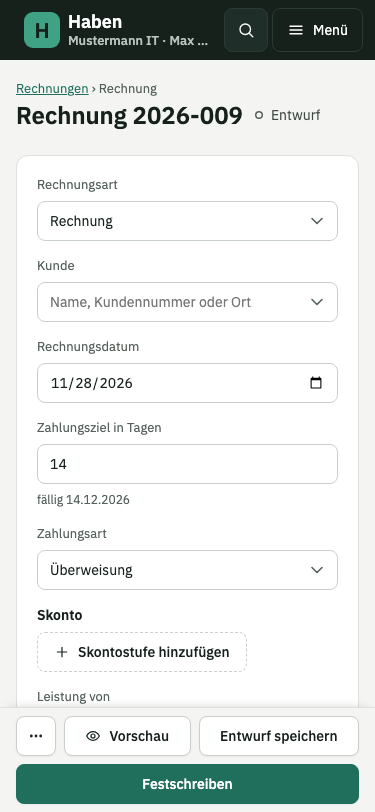 H
Haben
Mustermann IT · Max ...
Menü
Rechnungen › Rechnung
Rechnung 2026-009
Entwurf
Rechnungsart
Rechnung
Kunde
Name, Kundennummer oder Ort
Rechnungsdatum
11/28/2026
Zahlungsziel in Tagen
14
fällig 14.12.2026
Zahlungsart
Überweisung
Skonto
Skontostufe hinzufügen
Leistung von
Vorschau
Entwurf speichern
Festschreiben